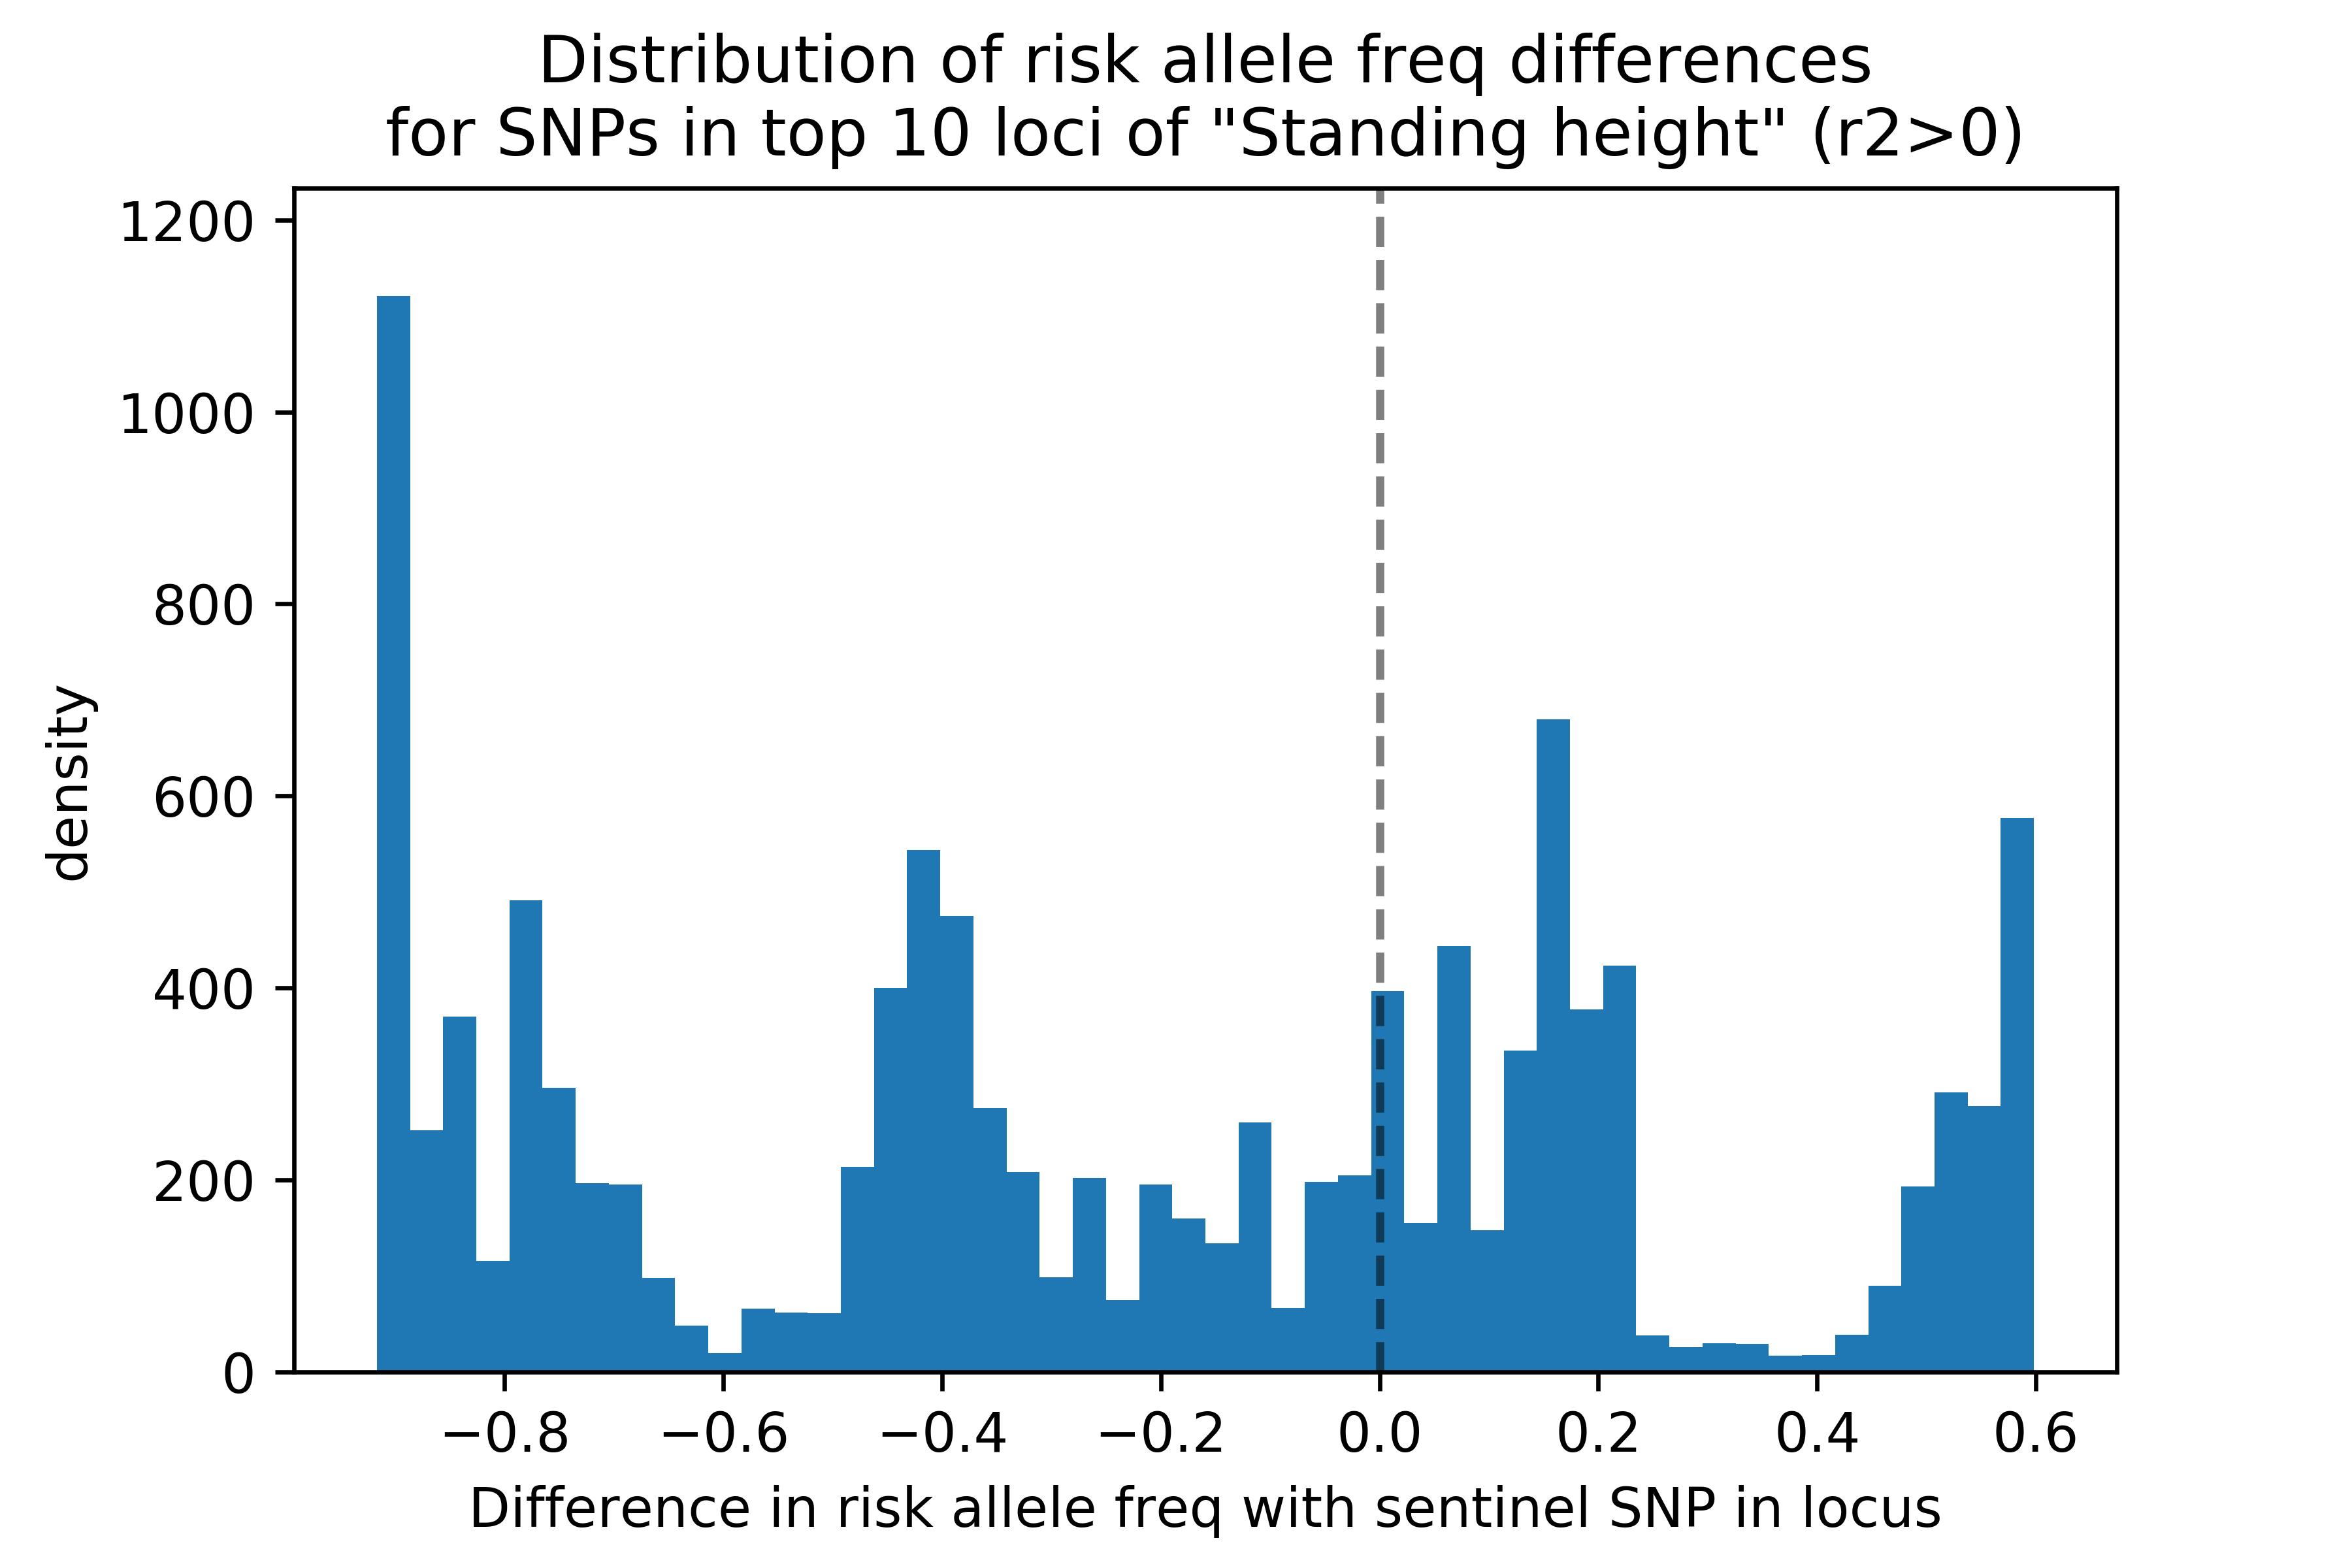 Distribution of risk allele freq differences
for SNPs in top 10 loci of "Standing height" (r2>0)
1200
1000
800
600
400
200
0
density
−0.8 −0.6 −0.4 −0.2 0.0 0.2 0.4 0.6
Difference in risk allele freq with sentinel SNP in locus